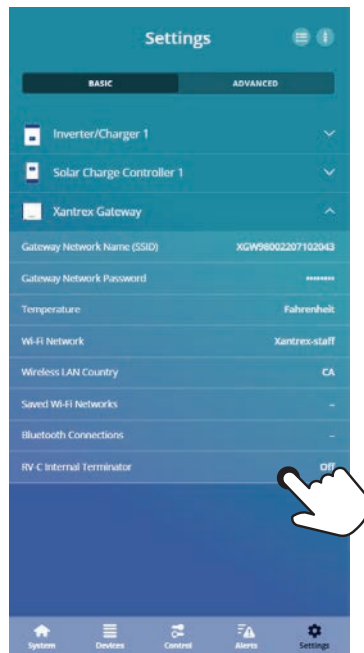 Settings
BASIC ADVANCED
Inverter/Charger 1
Solar Charge Controller 1
Xantrex Gateway
Gateway Network Name (SSID) XGW98002207102043
Gateway Network Password ••••••••
Temperature Fahrenheit
Wi-Fi Network Xantrex-staff
Wireless LAN Country CA
Saved Wi-Fi Networks –
Bluetooth Connections –
RV-C Internal Terminator Off
System Devices Control Alerts Settings